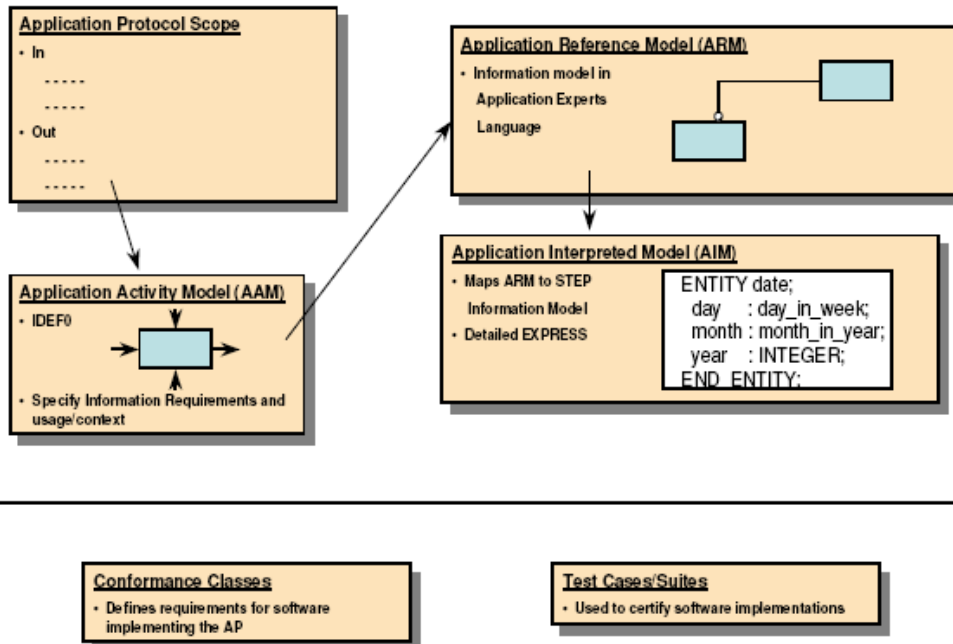 Application Protocol Scope
• In
- - - - -
- - - - -
• Out
- - - - -
- - - - -
Application Activity Model (AAM)
• IDEF0
• Specify Information Requirements and
usage/context
Application Reference Model (ARM)
• Information model in
Application Experts
Language
Application Interpreted Model (AIM)
• Maps ARM to STEP
Information Model
• Detailed EXPRESS
ENTITY date;
day : day_in_week;
month : month_in_year;
year : INTEGER;
END_ENTITY;
Conformance Classes
• Defines requirements for software
implementing the AP
Test Cases/Suites
• Used to certify software implementations